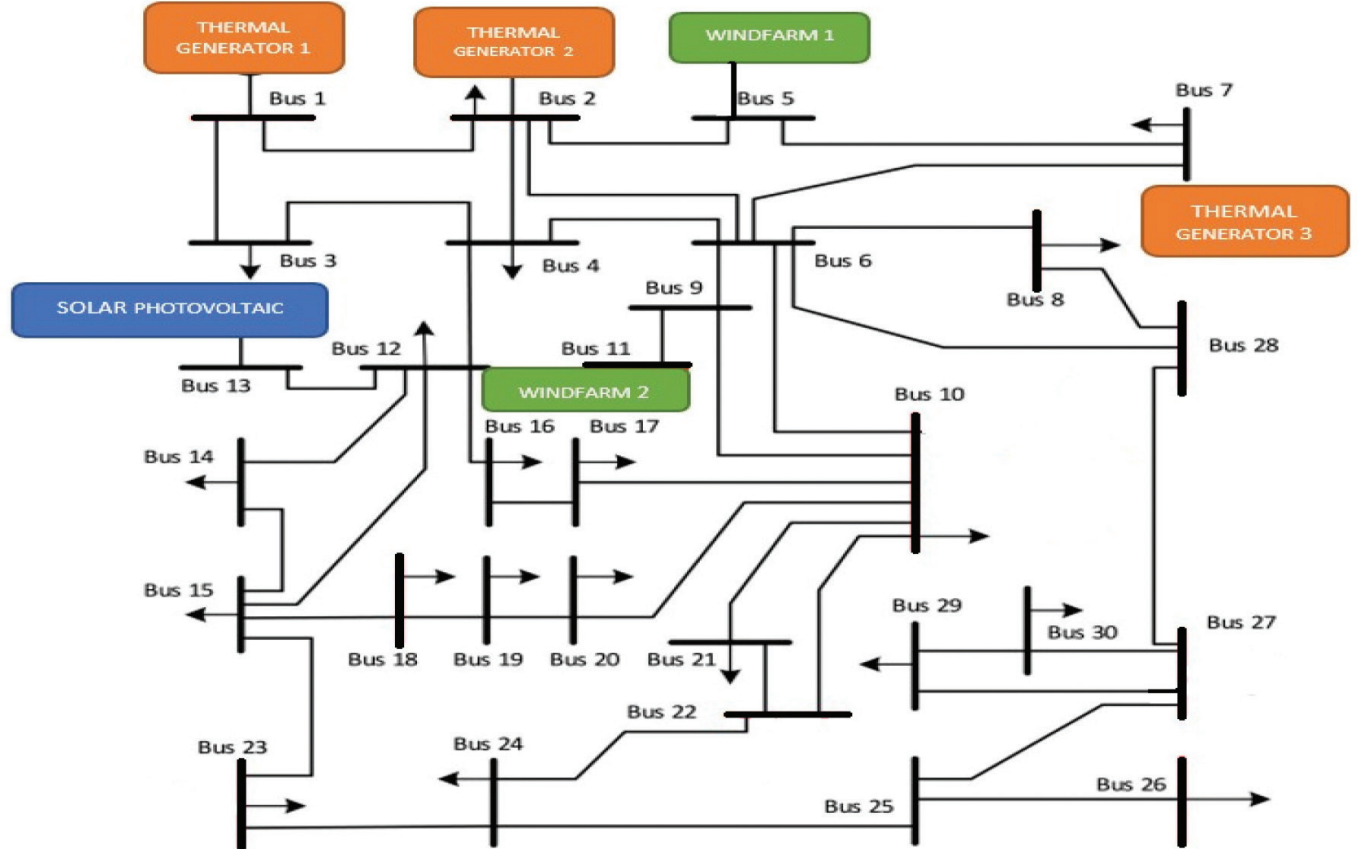 THERMAL
GENERATOR 1
THERMAL
GENERATOR 2
WINDFARM 1
Bus 1
Bus 2
Bus 5
Bus 7
THERMAL
GENERATOR 3
Bus 3
Bus 4
Bus 6
Bus 8
SOLAR PHOTOVOLTAIC
Bus 9
Bus 28
Bus 13
Bus 12
Bus 11
WINDFARM 2
Bus 10
Bus 14
Bus 16
Bus 17
Bus 15
Bus 18
Bus 19
Bus 20
Bus 21
Bus 29
Bus 30
Bus 27
Bus 22
Bus 23
Bus 24
Bus 25
Bus 26